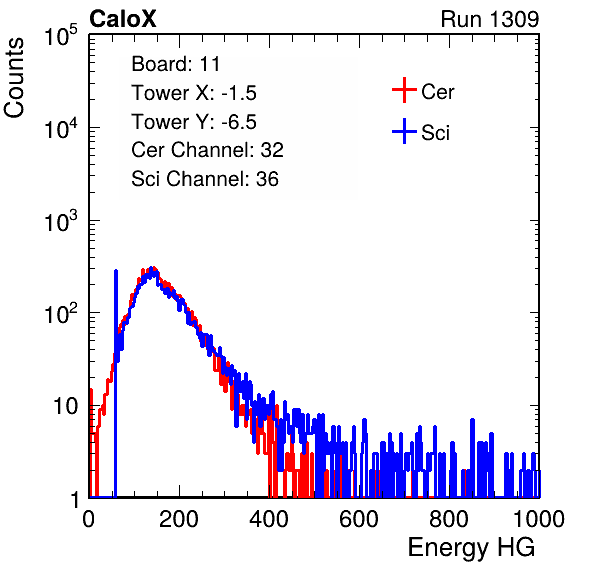 CaloX Run 1309
Counts
10^5
10^4
10^3
10^2
10
1
Board: 11
Tower X: -1.5
Tower Y: -6.5
Cer Channel: 32
Sci Channel: 36
Cer
Sci
0 200 400 600 800 1000
Energy HG